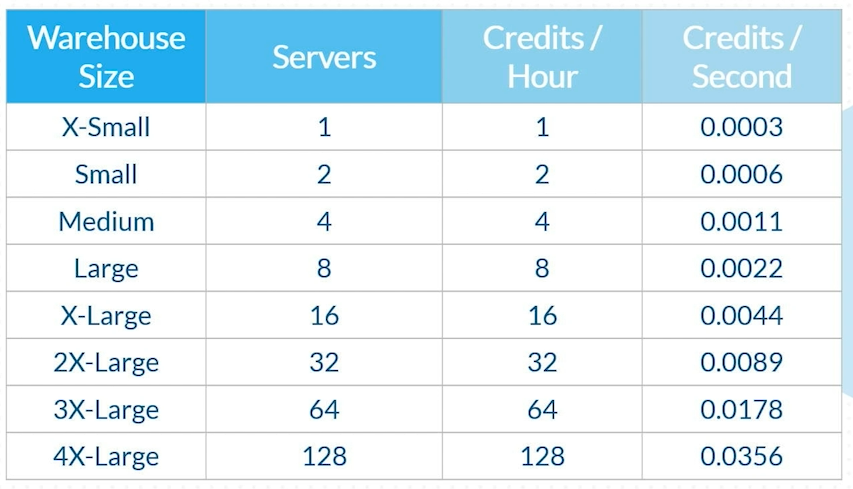 Warehouse Size Servers Credits / Hour Credits / Second
X-Small 1 1 0.0003
Small 2 2 0.0006
Medium 4 4 0.0011
Large 8 8 0.0022
X-Large 16 16 0.0044
2X-Large 32 32 0.0089
3X-Large 64 64 0.0178
4X-Large 128 128 0.0356